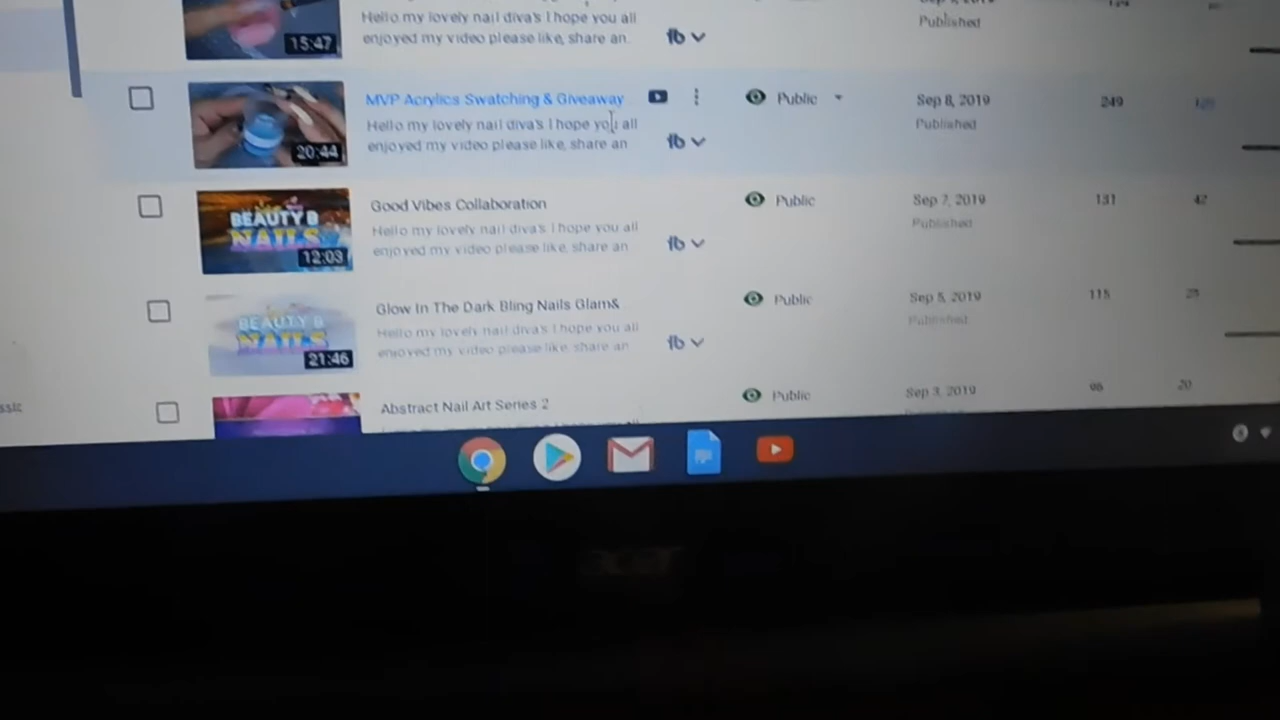 Hello my lovely nail diva's I hope you all
enjoyed my video please like, share an.
15:47
Published
MVP Acrylics Swatching & Giveaway
Hello my lovely nail diva's I hope you all
enjoyed my video please like, share an
20:44
Public
Sep 8, 2019
Published
249
Good Vibes Collaboration
Hello my lovely nail diva's I hope you all
enjoyed my video please like, share an
BEAUTY B
NAILS
12:03
Public
Sep 7, 2019
Published
131
42
Glow In The Dark Bling Nails Glam&
Hello my lovely nail diva's I hope you all
enjoyed my video please like, share an
BEAUTY B
NAILS
21:46
Public
Sep 5, 2019
Published
115
Abstract Nail Art Series 2
Public
Sep 3, 2019
20
acer